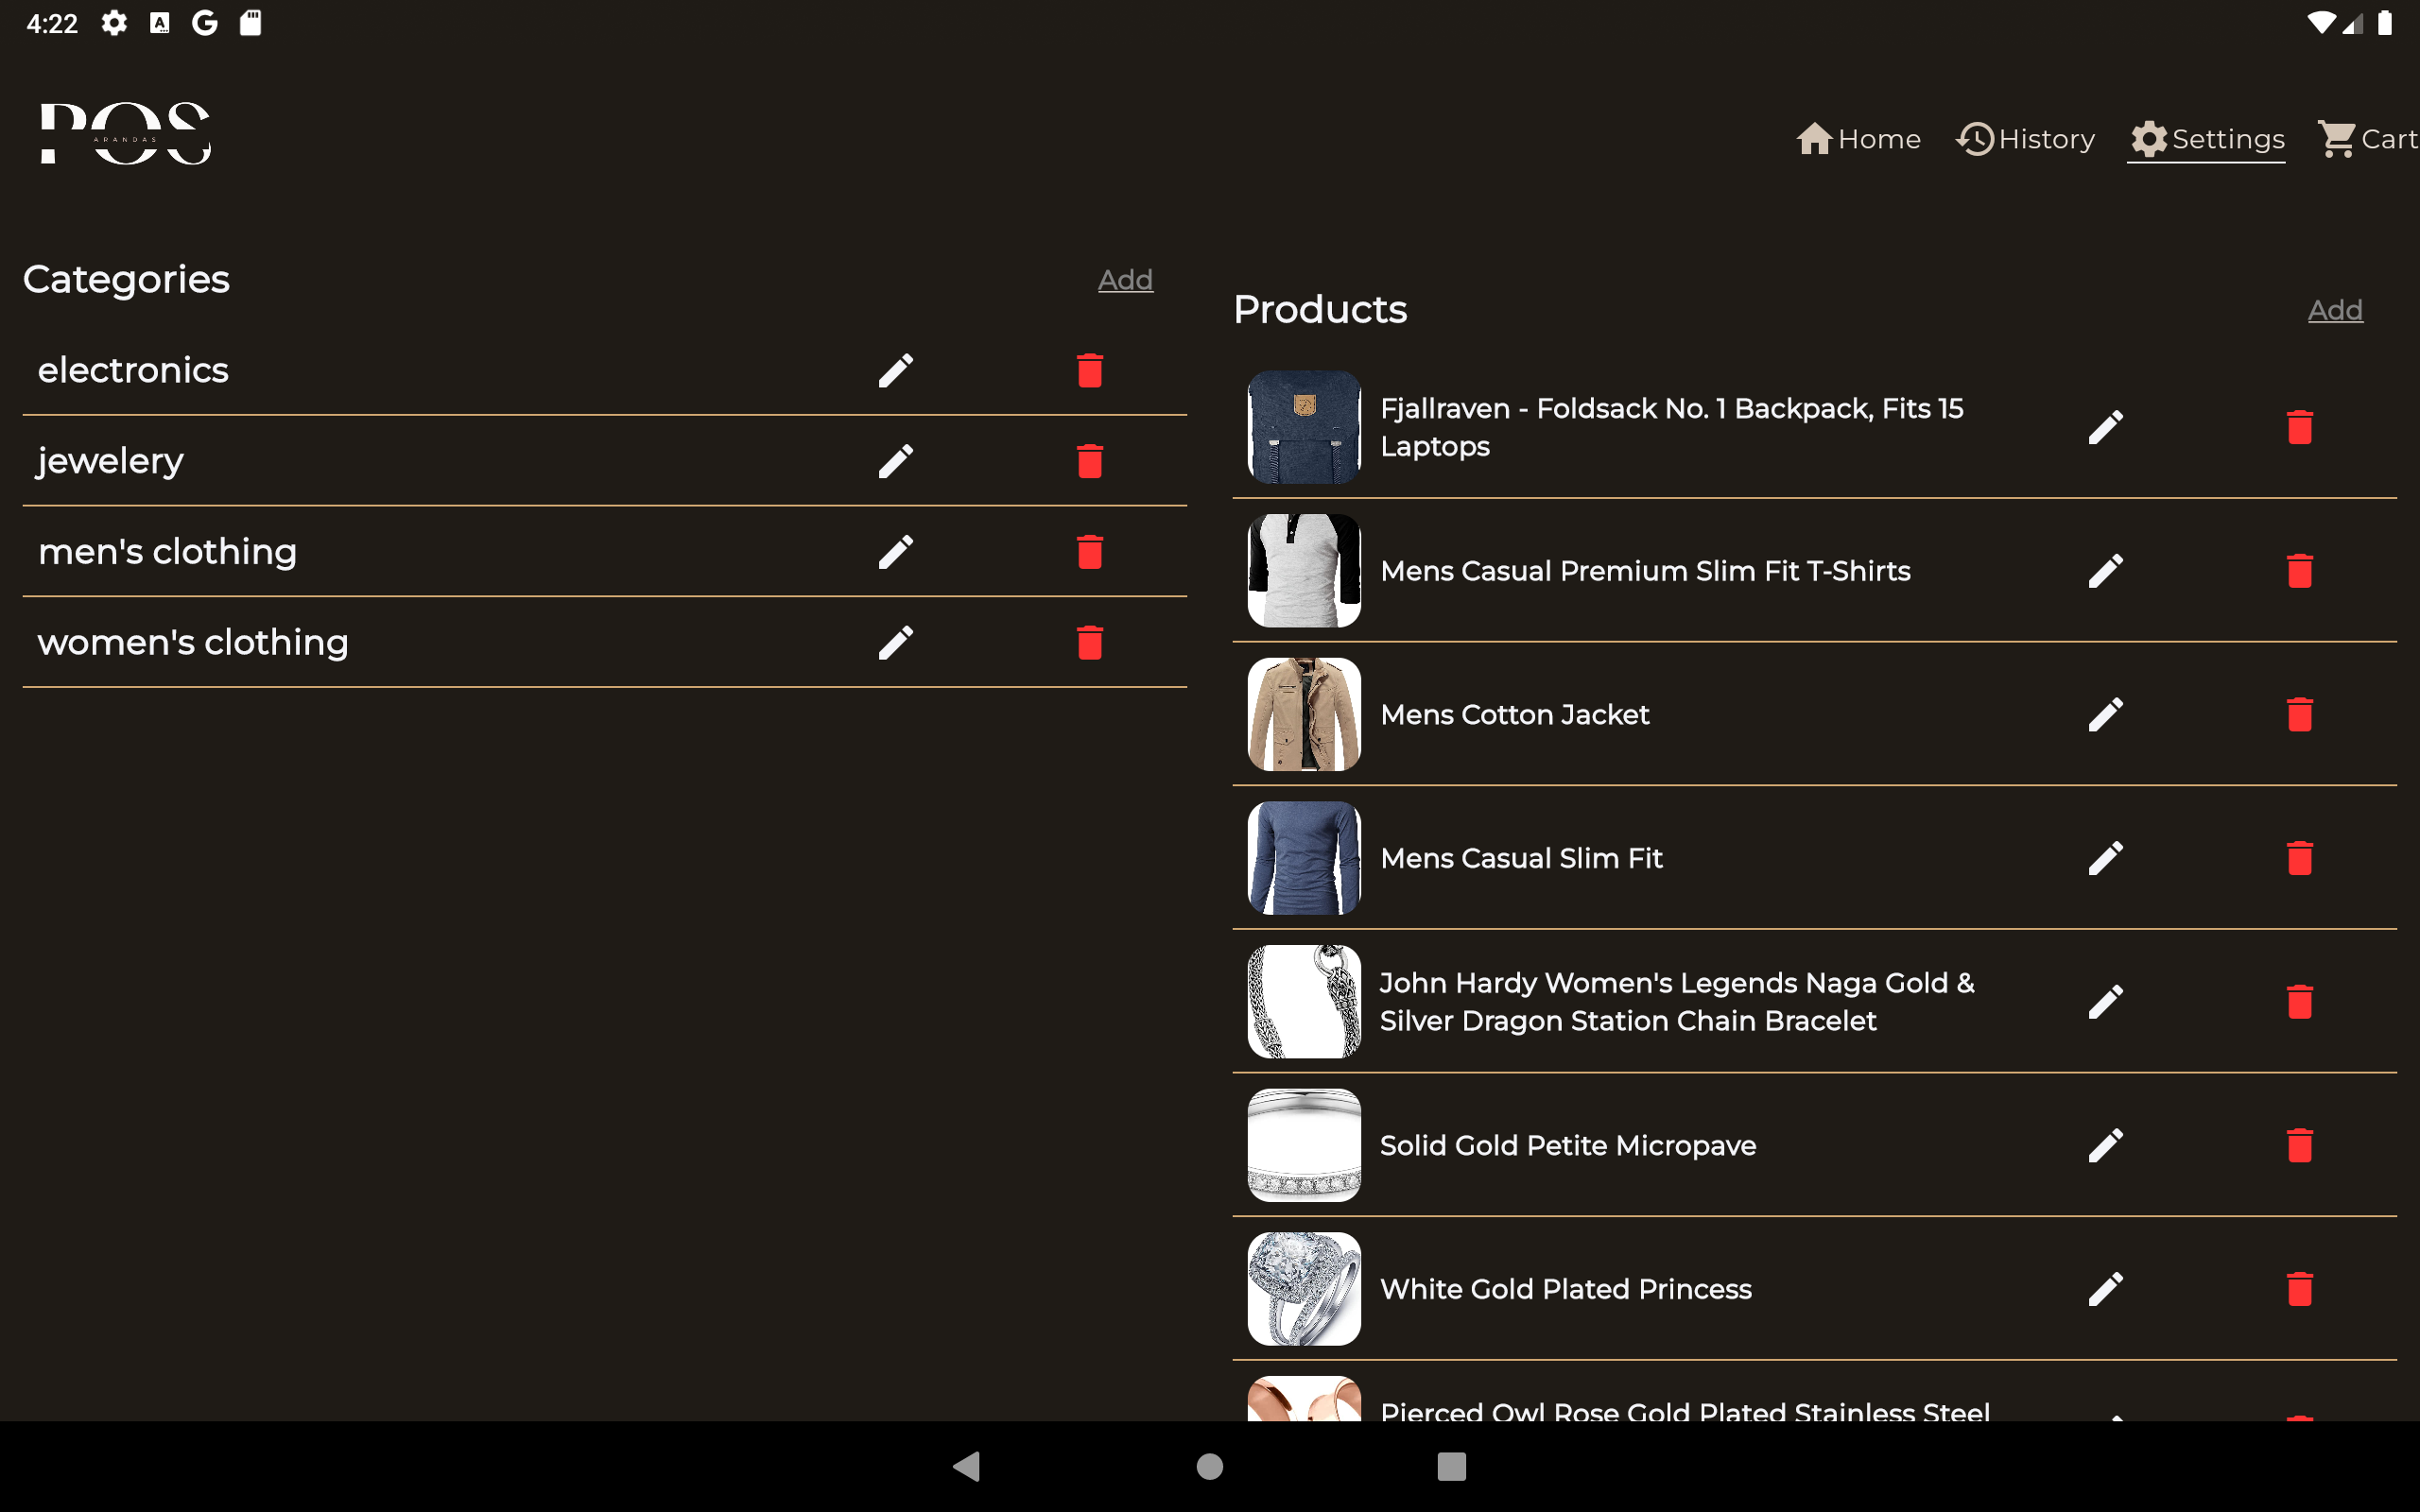 4:22
POS
ARANDAS
Home
History
Settings
Cart
Categories
Add
electronics
jewelery
men's clothing
women's clothing
Products
Add
Fjallraven - Foldsack No. 1 Backpack, Fits 15
Laptops
Mens Casual Premium Slim Fit T-Shirts
Mens Cotton Jacket
Mens Casual Slim Fit
John Hardy Women's Legends Naga Gold &
Silver Dragon Station Chain Bracelet
Solid Gold Petite Micropave
White Gold Plated Princess
Pierced Owl Rose Gold Plated Stainless Steel